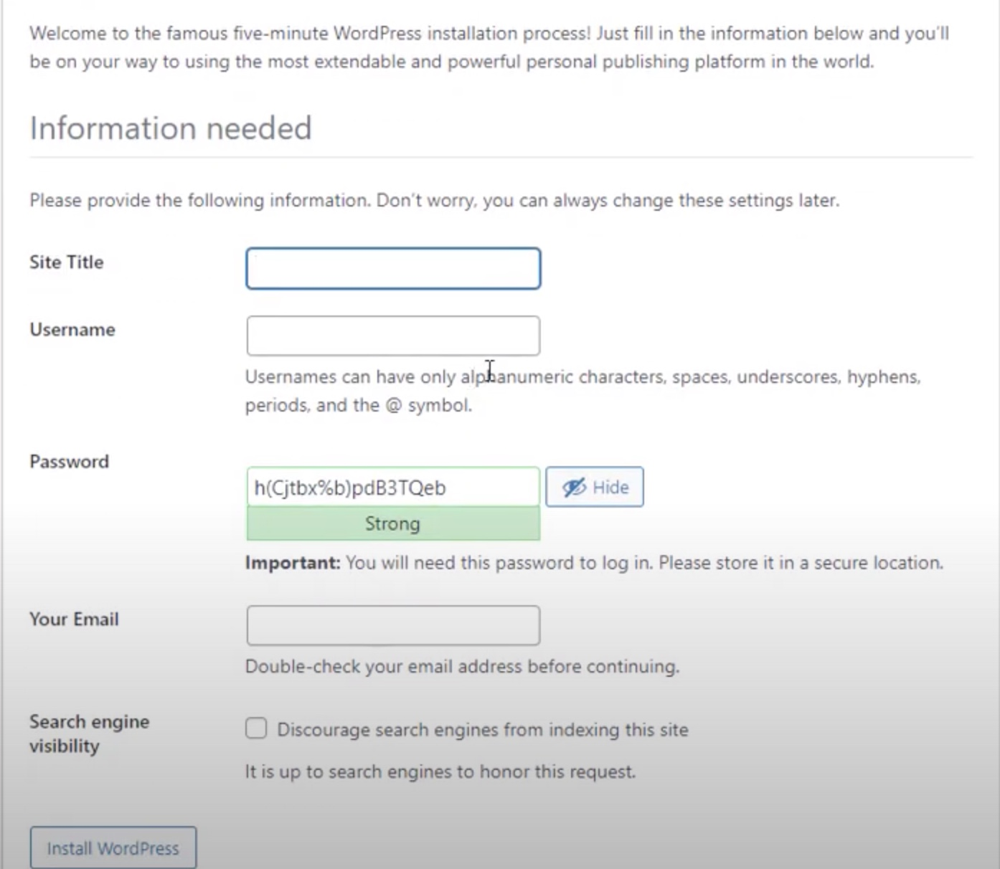 Welcome to the famous five-minute WordPress installation process! Just fill in the information below and you’ll
be on your way to using the most extendable and powerful personal publishing platform in the world.
Information needed
Please provide the following information. Don’t worry, you can always change these settings later.
Site Title
Username
Usernames can have only alphanumeric characters, spaces, underscores, hyphens,
periods, and the @ symbol.
Password
h(Cjtbx%b)pdB3TQeb
Hide
Strong
Important: You will need this password to log in. Please store it in a secure location.
Your Email
Double-check your email address before continuing.
Search engine
visibility
Discourage search engines from indexing this site
It is up to search engines to honor this request.
Install WordPress